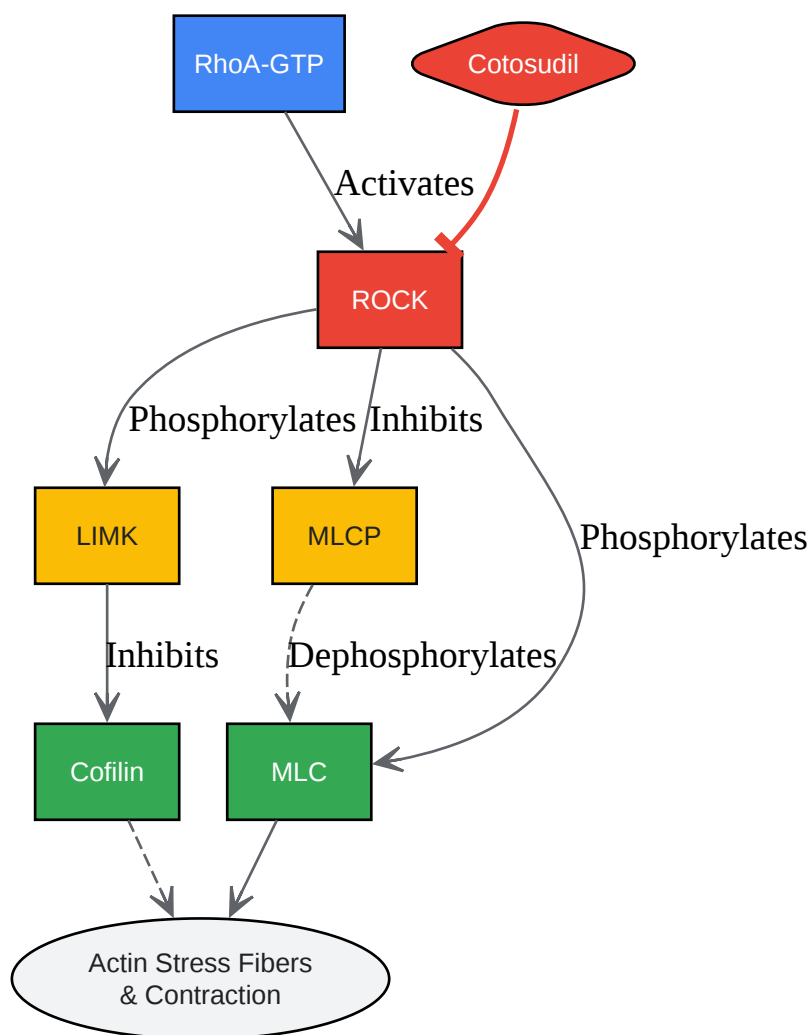 RhoA-GTP
Cotosudil
Activates
ROCK
Phosphorylates
Inhibits
LIMK
MLCP
Phosphorylates
Inhibits
Dephosphorylates
Cofilin
MLC
Actin Stress Fibers
& Contraction